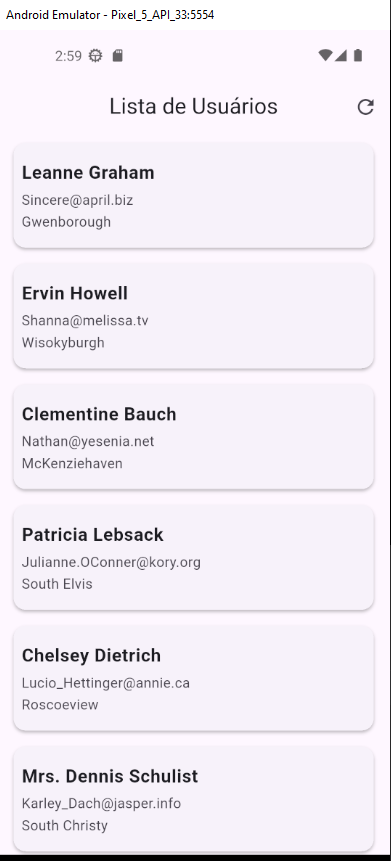 Android Emulator - Pixel_5_API_33:5554
2:59
Lista de Usuários
Leanne Graham
Sincere@april.biz
Gwenborough
Ervin Howell
Shanna@melissa.tv
Wisokyburgh
Clementine Bauch
Nathan@yesenia.net
McKenziehaven
Patricia Lebsack
Julianne.OConner@kory.org
South Elvis
Chelsey Dietrich
Lucio_Hettinger@annie.ca
Roscoeview
Mrs. Dennis Schulist
Karley_Dach@jasper.info
South Christy